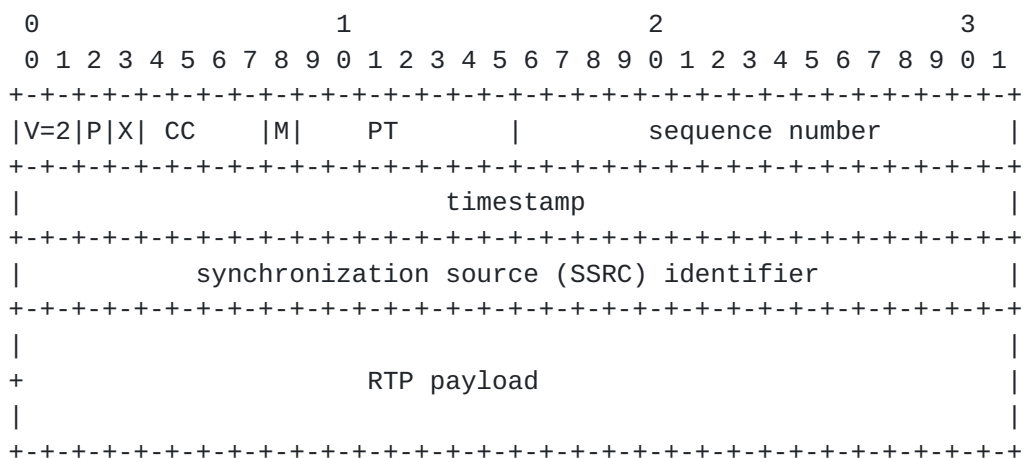 0                   1                   2                   3
 0 1 2 3 4 5 6 7 8 9 0 1 2 3 4 5 6 7 8 9 0 1 2 3 4 5 6 7 8 9 0 1
+-+-+-+-+-+-+-+-+-+-+-+-+-+-+-+-+-+-+-+-+-+-+-+-+-+-+-+-+-+-+-+-+
|V=2|P|X| CC    |M|    PT       |        sequence number        |
+-+-+-+-+-+-+-+-+-+-+-+-+-+-+-+-+-+-+-+-+-+-+-+-+-+-+-+-+-+-+-+-+
|                           timestamp                           |
+-+-+-+-+-+-+-+-+-+-+-+-+-+-+-+-+-+-+-+-+-+-+-+-+-+-+-+-+-+-+-+-+
|           synchronization source (SSRC) identifier            |
+-+-+-+-+-+-+-+-+-+-+-+-+-+-+-+-+-+-+-+-+-+-+-+-+-+-+-+-+-+-+-+-+
|                                                               |
+                      RTP payload                              |
|                                                               |
+-+-+-+-+-+-+-+-+-+-+-+-+-+-+-+-+-+-+-+-+-+-+-+-+-+-+-+-+-+-+-+-+